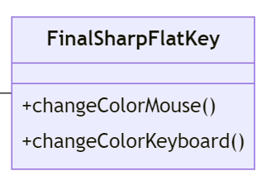 FinalSharpFlatKey
+changeColorMouse()
+changeColorKeyboard()